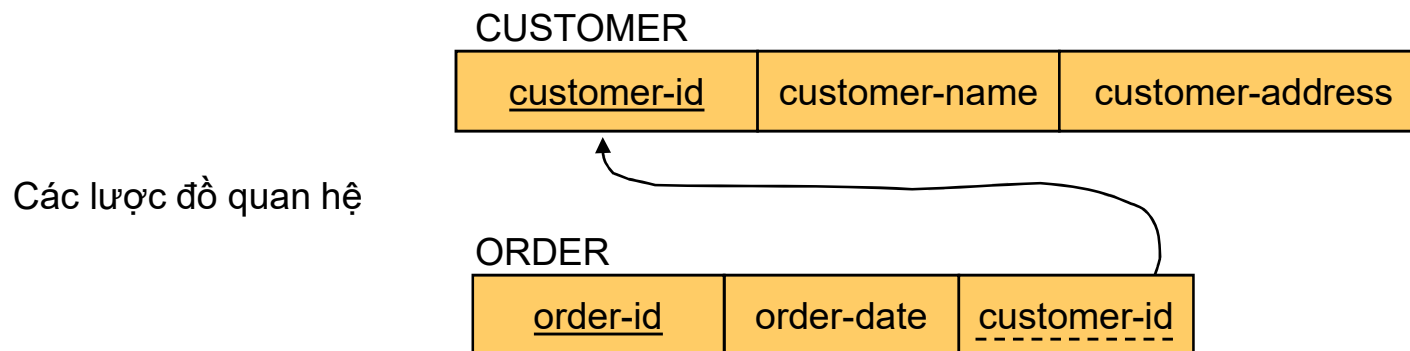 CUSTOMER
customer-id customer-name customer-address
Các lược đồ quan hệ
ORDER
order-id order-date customer-id